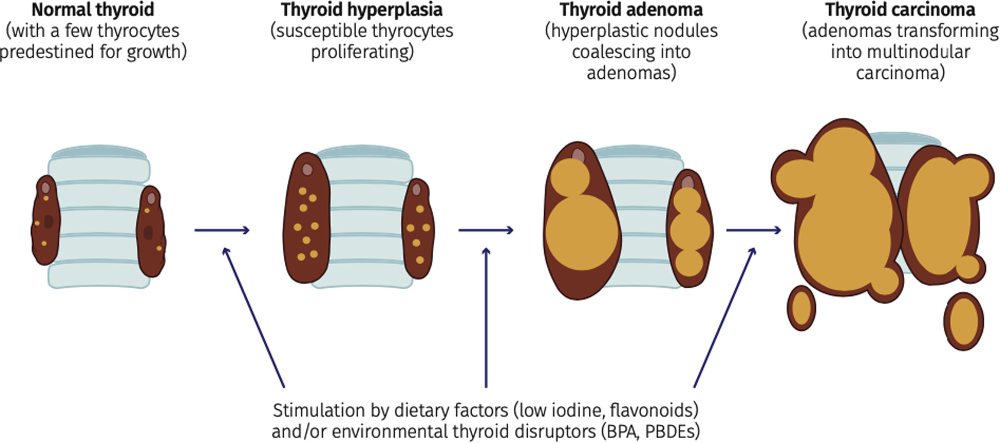 Normal thyroid
(with a few thyrocytes
predestined for growth)
Thyroid hyperplasia
(susceptible thyrocytes
proliferating)
Thyroid adenoma
(hyperplastic nodules
coalescing into
adenomas)
Thyroid carcinoma
(adenomas transforming
into multinodular
carcinoma)
Stimulation by dietary factors (low iodine, flavonoids)
and/or environmental thyroid disruptors (BPA, PBDEs)